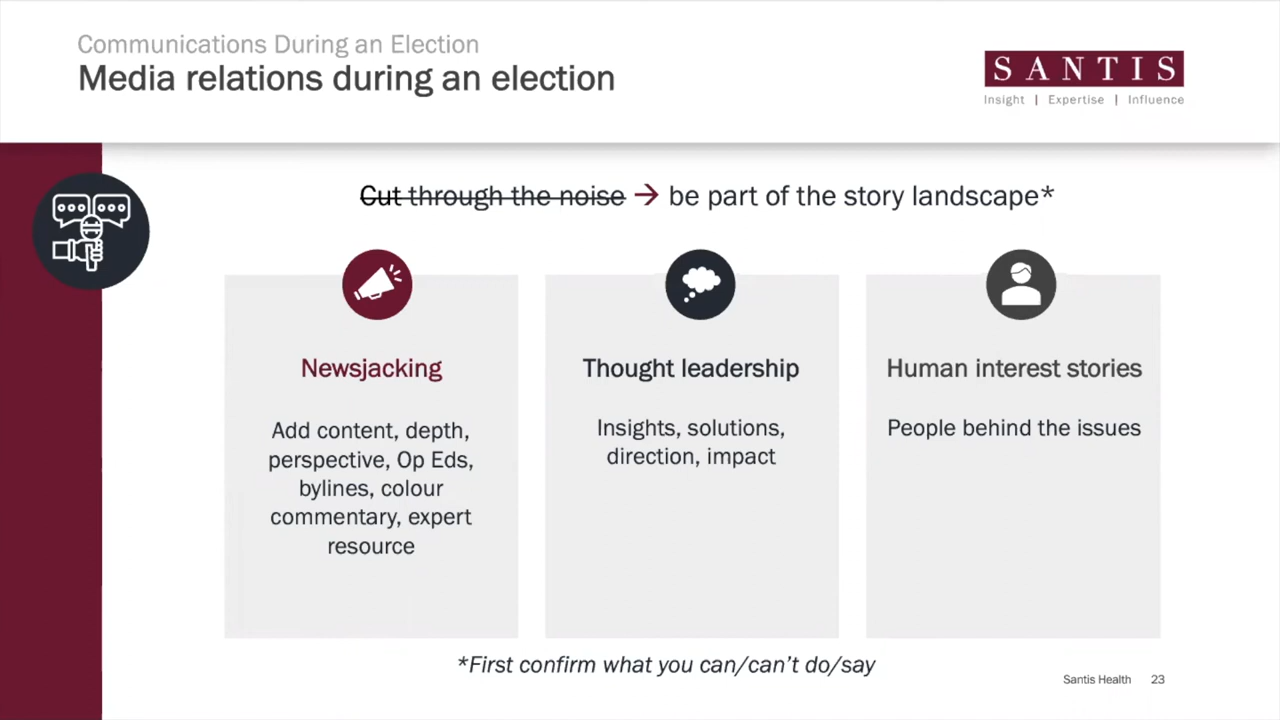 Communications During an Election
Media relations during an election
SANTIS
Insight | Expertise | Influence
Cut through the noise → be part of the story landscape*
Newsjacking
Add content, depth,
perspective, Op Eds,
bylines, colour
commentary, expert
resource
Thought leadership
Insights, solutions,
direction, impact
Human interest stories
People behind the issues
*First confirm what you can/can't do/say
Santis Health 23